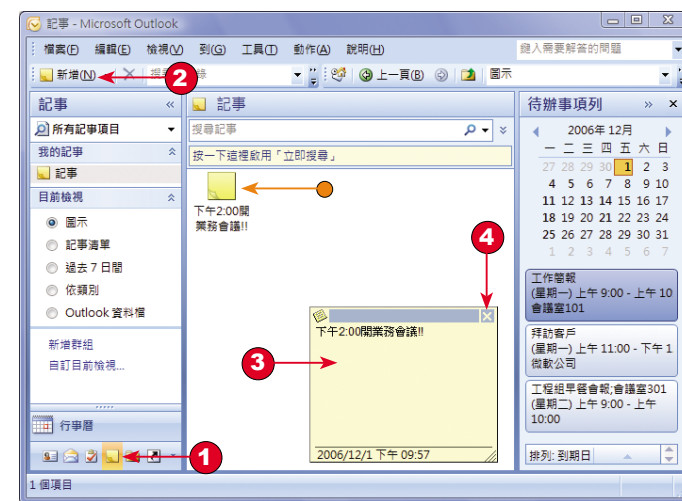 記事 - Microsoft Outlook
檔案(F) 編輯(E) 檢視(V) 到(G) 工具(T) 動作(A) 說明(H) 鍵入需要解答的問題
新增(N) 2 上一頁(B) 圖示
記事 «
所有記事項目
我的記事
記事
目前檢視
圖示
記事清單
過去 7 日間
依類別
Outlook 資料檔
新增群組
自訂目前檢視...
行事曆
1
1 個項目
記事
搜尋記事
按一下這裡啟用「立即搜尋」
下午2:00開
業務會議!!
4
下午2:00開業務會議!!
3
2006/12/1 下午 09:57
待辦事項列 » ×
2006年 12月
一 二 三 四 五 六 日
27 28 29 30 1 2 3
4 5 6 7 8 9 10
11 12 13 14 15 16 17
18 19 20 21 22 23 24
25 26 27 28 29 30 31
1 2 3 4 5 6 7
工作簡報
(星期一) 上午 9:00 - 上午 10
會議室101
拜訪客戶
(星期一) 上午 11:00 - 下午 1
微軟公司
工程組早餐會報;會議室301
(星期二) 上午 9:00 - 上午
10:00
排列: 到期日